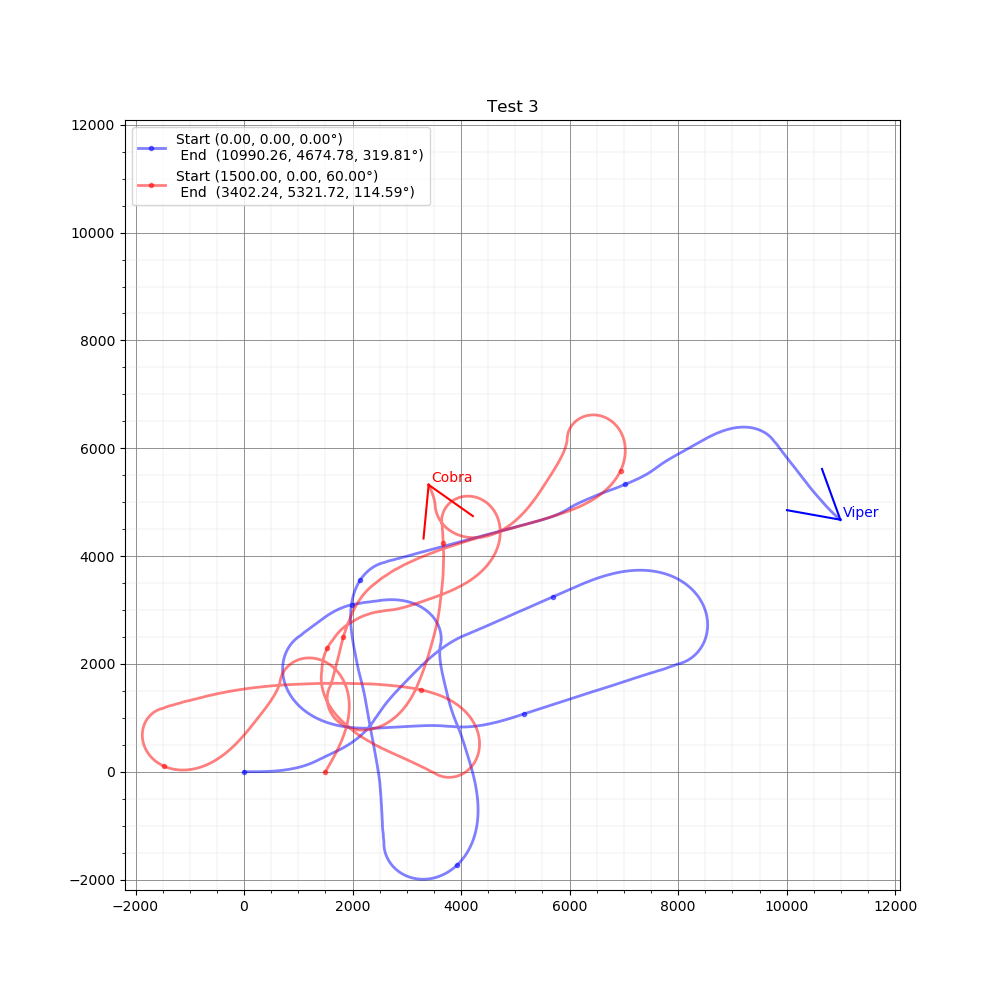 Test 3
Start (0.00, 0.00, 0.00°)
End (10990.26, 4674.78, 319.81°)
Start (1500.00, 0.00, 60.00°)
End (3402.24, 5321.72, 114.59°)
12000
10000
8000
6000
4000
2000
0
−2000
Cobra
Viper
−2000 0 2000 4000 6000 8000 10000 12000